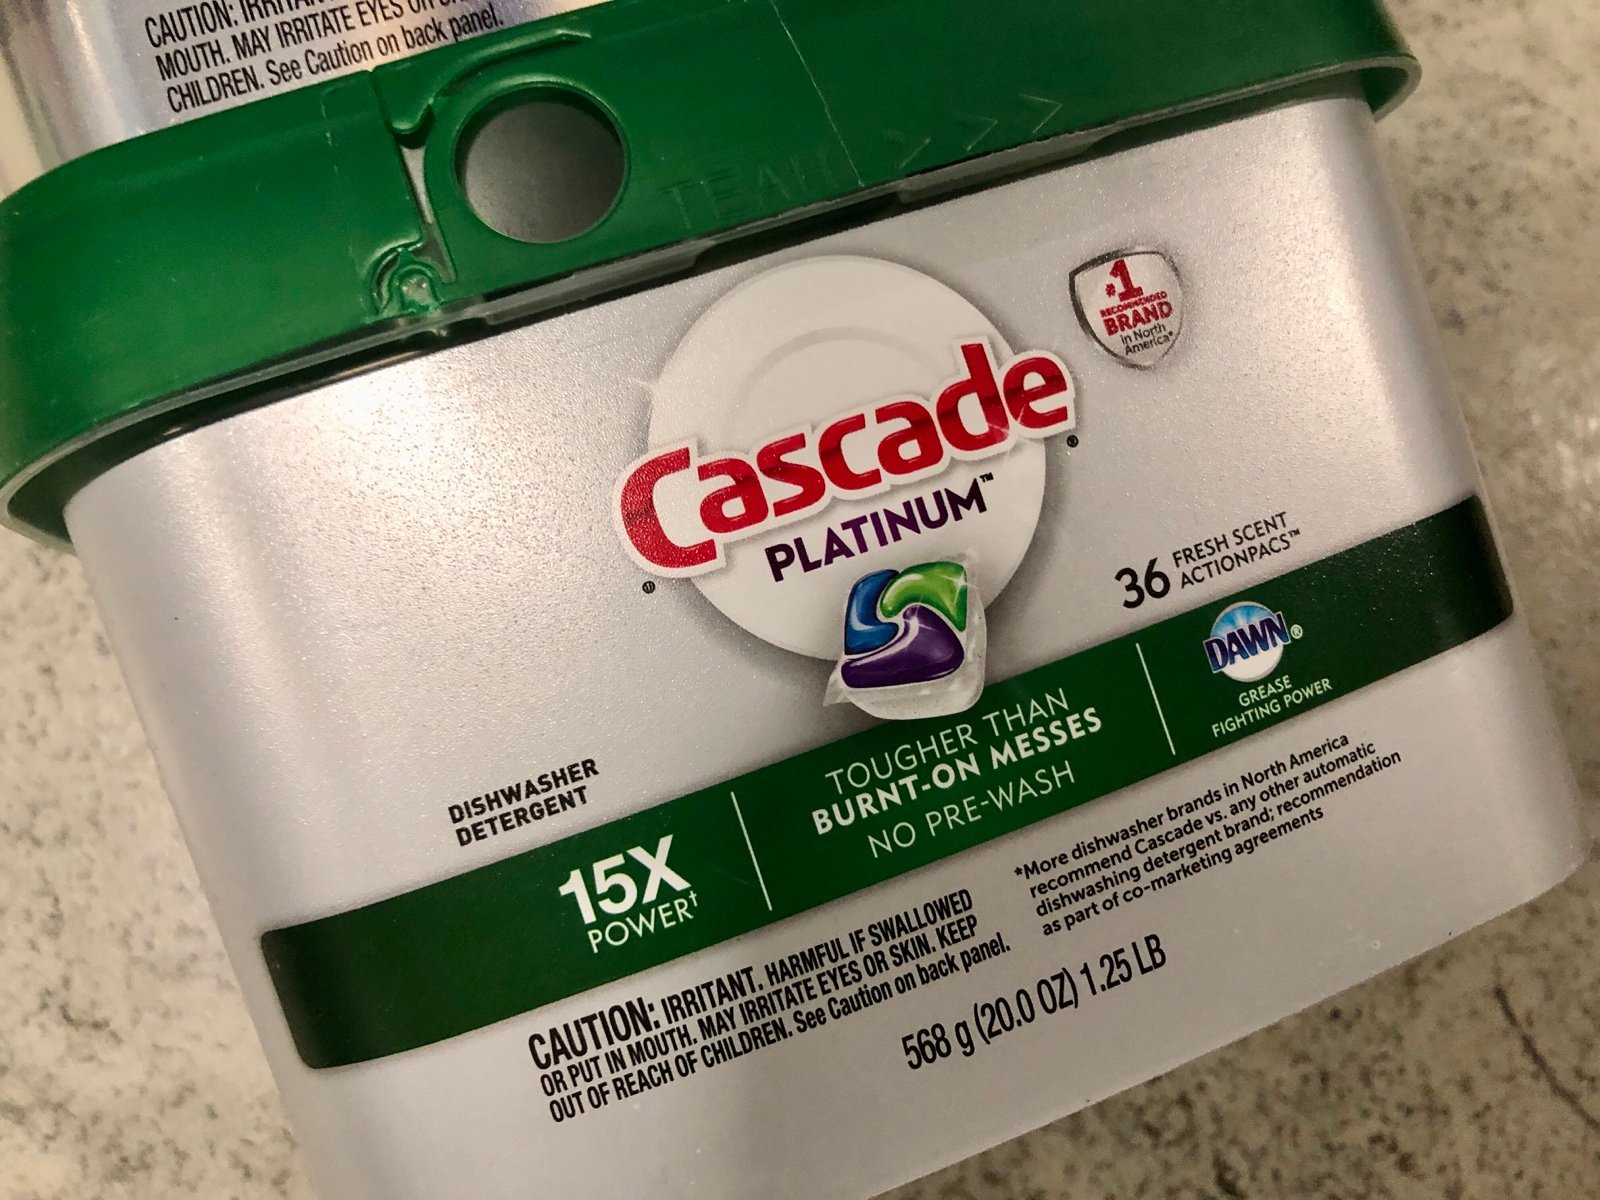 CAUTION:
MOUTH. MAY IRRITATE EYES OR
CHILDREN. See Caution on back panel.
TEAR
#1
RECOMMENDED
BRAND
in North
America*
Cascade®
PLATINUM™
36 FRESH SCENT
ACTIONPACS™
DAWN®
GREASE
FIGHTING POWER
TOUGHER THAN
BURNT-ON MESSES
NO PRE-WASH
DISHWASHER
DETERGENT
15X
POWER†
*More dishwasher brands in North America
recommend Cascade vs. any other automatic
dishwashing detergent brand; recommendation
as part of co-marketing agreements
CAUTION: IRRITANT. HARMFUL IF SWALLOWED
OR PUT IN MOUTH. MAY IRRITATE EYES OR SKIN. KEEP
OUT OF REACH OF CHILDREN. See Caution on back panel.
568 g (20.0 OZ) 1.25 LB